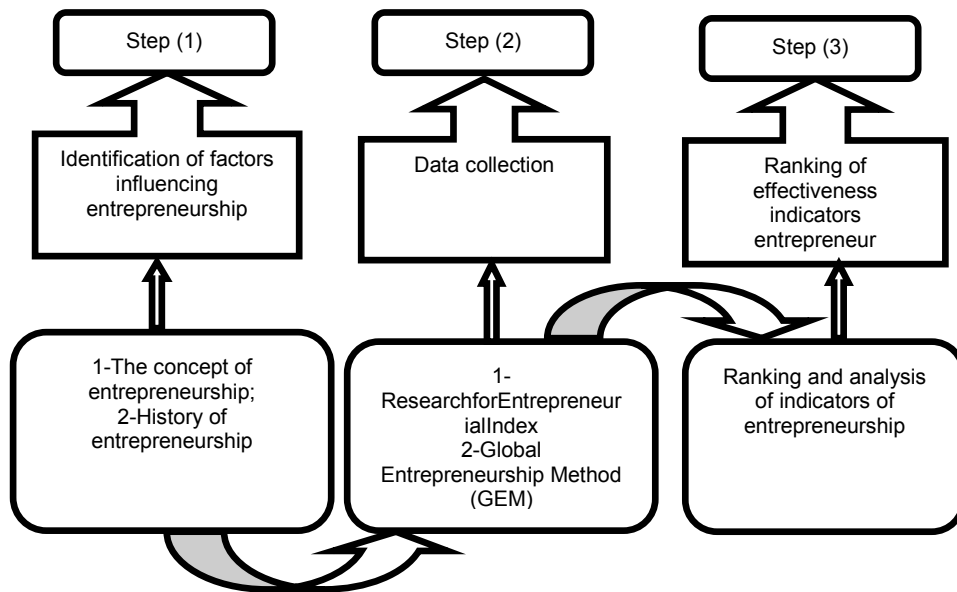 Step (1)
Step (2)
Step (3)
Identification of factors
influencing
entrepreneurship
Data collection
Ranking of
effectiveness
indicators
entrepreneur
1-The concept of
entrepreneurship;
2-History of
entrepreneurship
1-
ResearchforEntrepreneur
ialIndex
2-Global
Entrepreneurship Method
(GEM)
Ranking and analysis
of indicators of
entrepreneurship